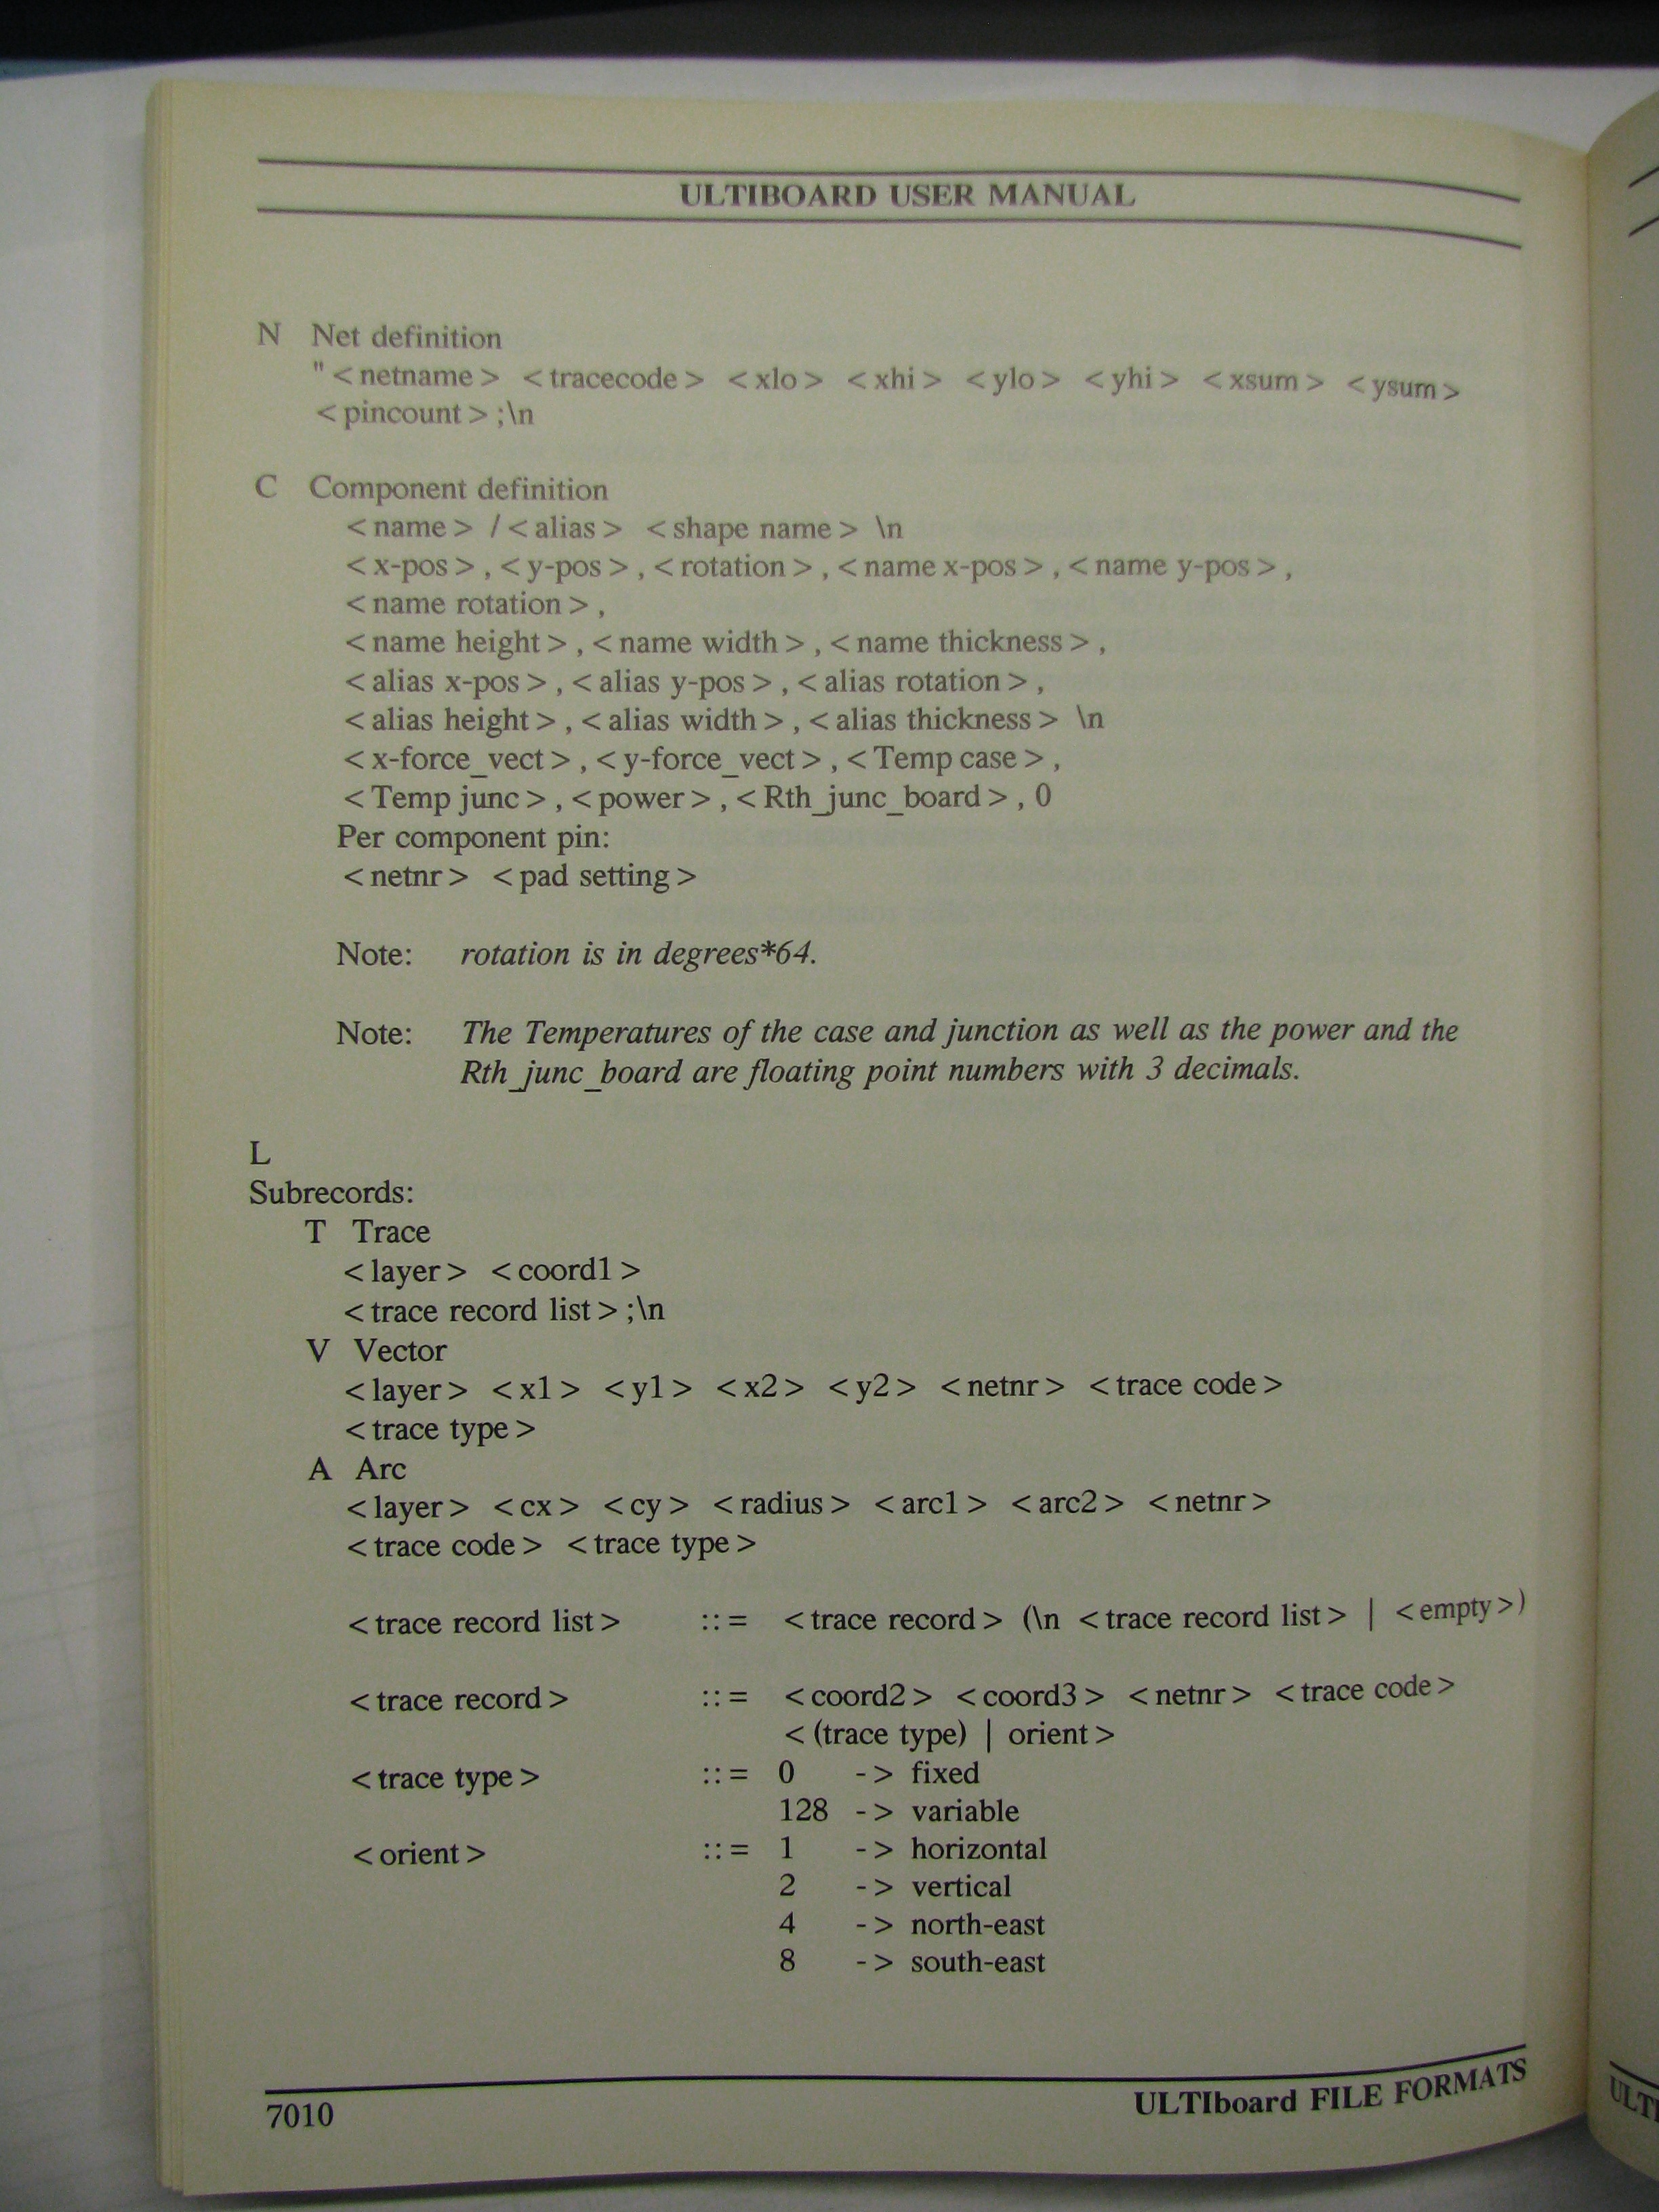 ULTIBOARD USER MANUAL
N Net definition
" <netname> <tracecode> <xlo> <xhi> <ylo> <yhi> <xsum> <ysum>
<pincount> ;\n
C Component definition
<name> / <alias> <shape name> \n
<x-pos> , <y-pos> , <rotation> , <name x-pos> , <name y-pos> ,
<name rotation> ,
<name height> , <name width> , <name thickness> ,
<alias x-pos> , <alias y-pos> , <alias rotation> ,
<alias height> , <alias width> , <alias thickness> \n
<x-force_vect> , <y-force_vect> , <Temp case> ,
<Temp junc> , <power> , <Rth_junc_board> , 0
Per component pin:
<netnr> <pad setting>
Note: rotation is in degrees*64.
Note: The Temperatures of the case and junction as well as the power and the
Rth_junc_board are floating point numbers with 3 decimals.
L
Subrecords:
T Trace
<layer> <coord1>
<trace record list> ;\n
V Vector
<layer> <x1> <y1> <x2> <y2> <netnr> <trace code>
<trace type>
A Arc
<layer> <cx> <cy> <radius> <arc1> <arc2> <netnr>
<trace code> <trace type>
<trace record list> ::= <trace record> (\n <trace record list> | <empty>)
<trace record> ::= <coord2> <coord3> <netnr> <trace code>
<(trace type) | orient>
<trace type> ::= 0 -> fixed
128 -> variable
<orient> ::= 1 -> horizontal
2 -> vertical
4 -> north-east
8 -> south-east
7010 ULTIboard FILE FORMATS